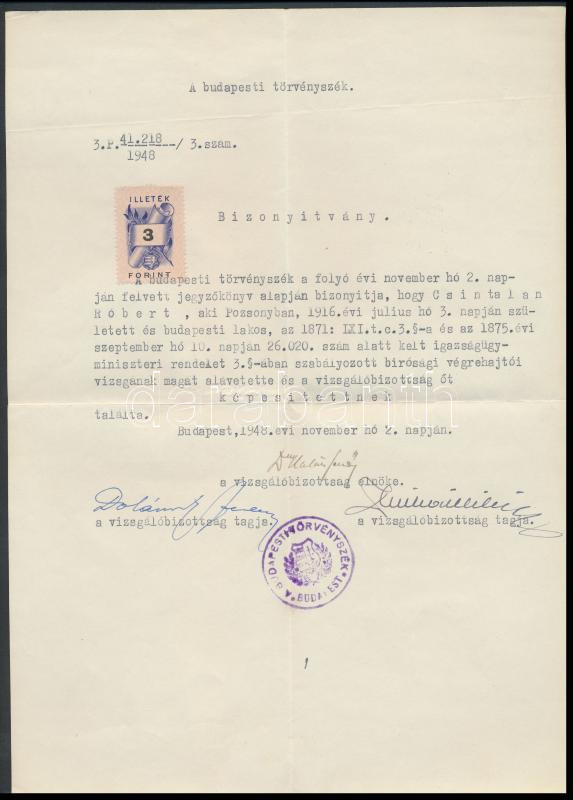 A budapesti törvényszék.
3.P. 41.218/1948 / 3.szám.
ILLETÉK
3
FORINT
Bizonyitvány.
A budapesti törvényszék a folyó évi november hó 2. nap-
ján felvett jegyzőkönyv alapján bizonyitja, hogy Csintalan
Róbert , aki Pozsonyban, 1916.évi julius hó 3. napján szü-
letett és budapesti lakos, az 1871: LXI.t.c.3.§-a és az 1875.évi
szeptember hó 10. napján 26.020. szám alatt kelt igazságügy-
miniszteri rendelet 3.§-ában szabályozott birósági végrehajtói
vizsgának magát alávetette és a vizsgálóbizottság őt
képesitettnek
találta.
Budapest,1948.évi november hó 2. napján.
a vizsgálóbizottság elnöke.
a vizsgálóbizottság tagja.
a vizsgálóbizottság tagja.
A BUDAPESTI TÖRVÉNYSZÉK
BUDAPEST
darabanth